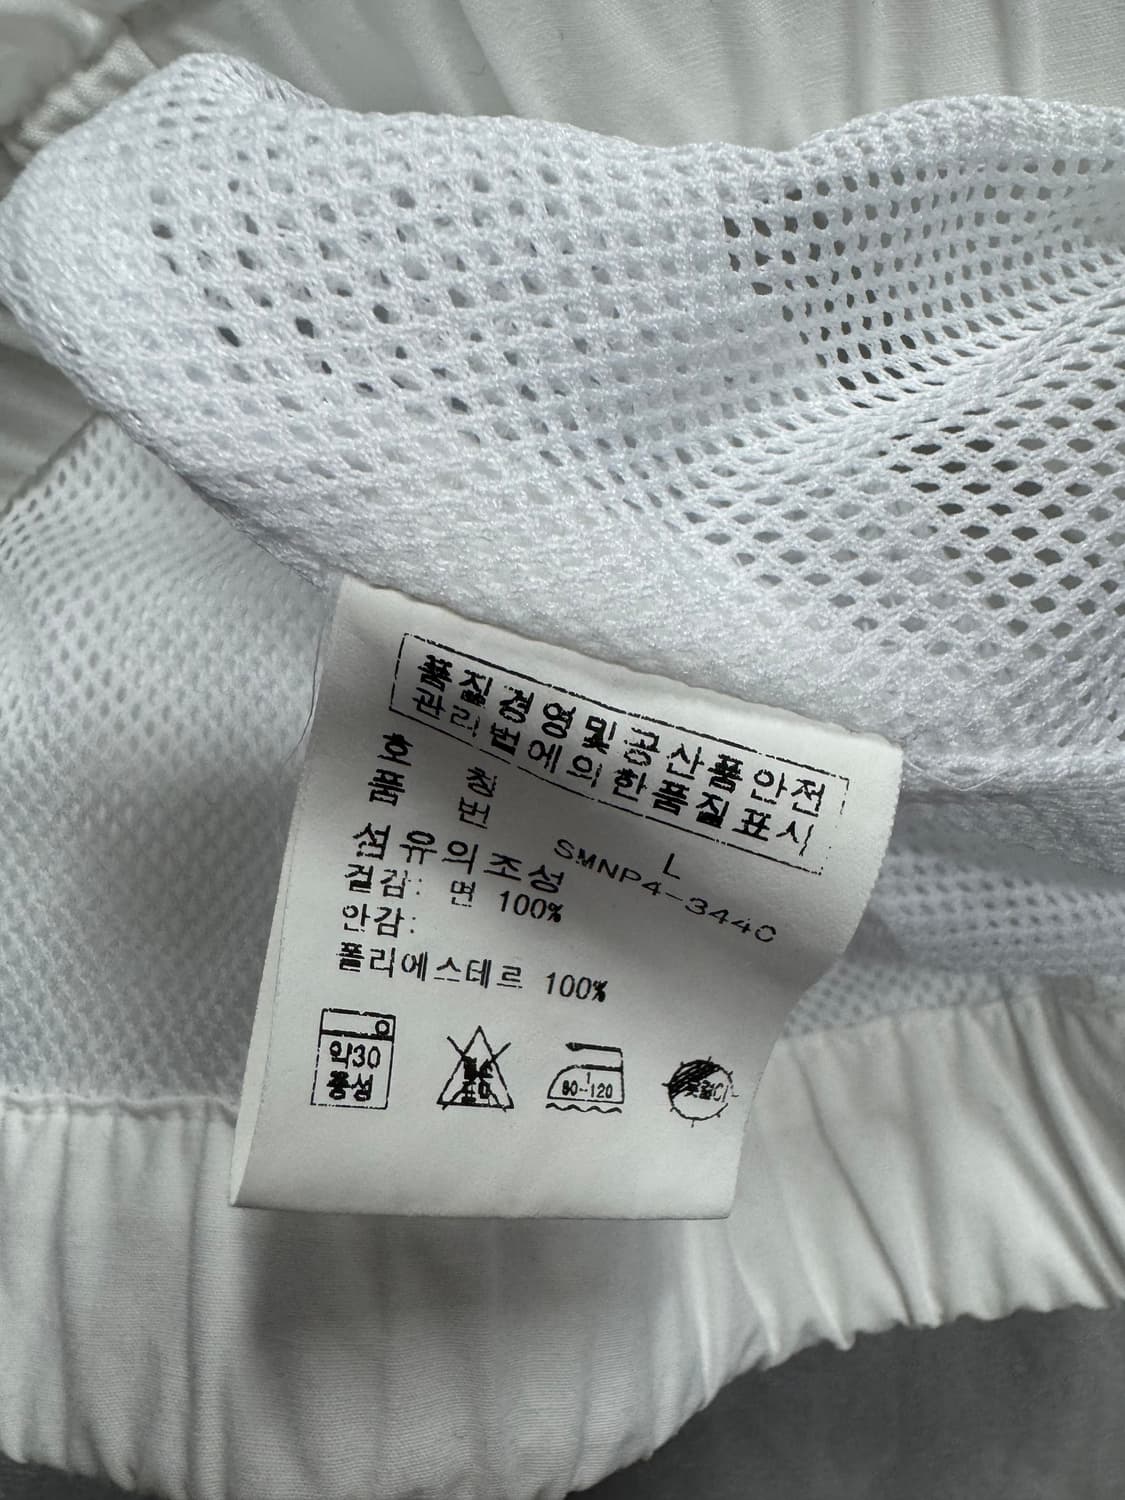 품질경영및공산품안전
관리법에의한품질표시
호 칭 L
품 번 SMNP4-344C
섬유의조성
겉감: 면 100%
안감:
폴리에스테르 100%
약30
중성
80-120